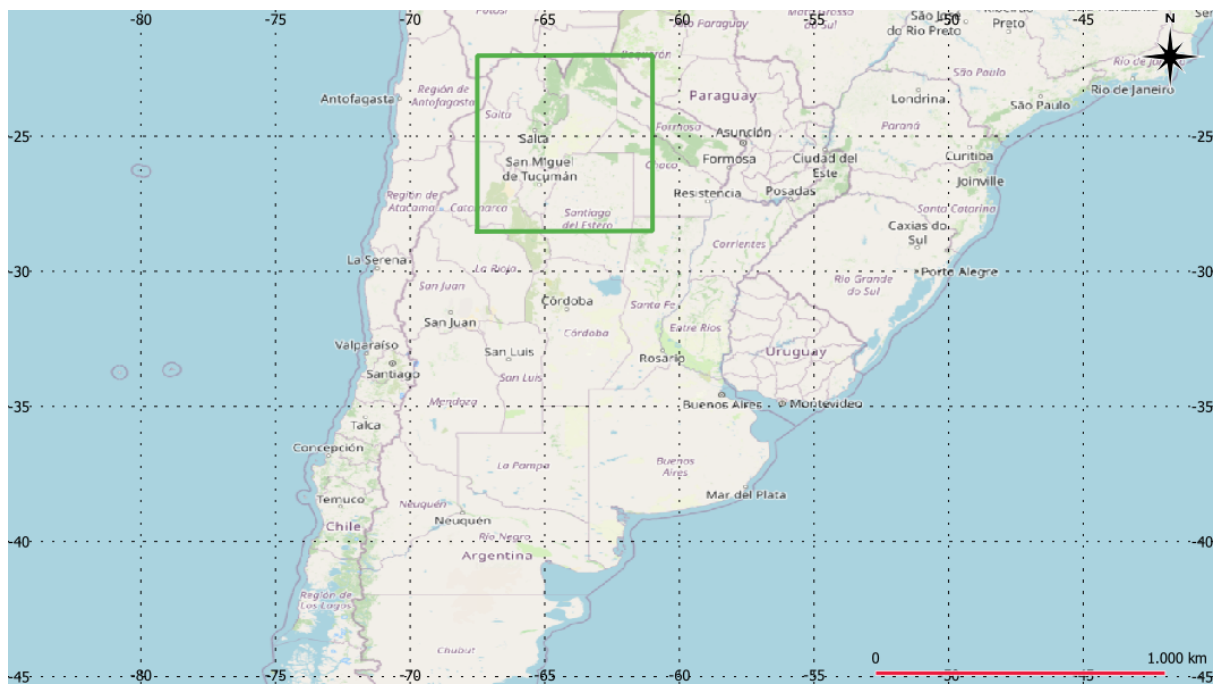 -80
-75
-70
-65
-60
-55
-50
-45
N
Potosí
São José
do Rio Preto
Ribeirão
Preto
Boquerón
Antofagasta
Región de
Antofagasta
Salta
Paraguay
São Paulo
Rio de Janeiro
Londrina
São Paulo
Paraná
-25
Salta
Formosa
Asunción
-25
San Miguel
de Tucumán
Chaco
Formosa
Ciudad del
Este
Curitiba
Joinville
Región de
Atacama
Catamarca
Resistencia
Posadas
Santiago
del Estero
Santa Catarina
Caxias do
Sul
Corrientes
La Serena
-30
La Rioja
Porto Alegre
-30
San Juan
Rio Grande
do Sul
Córdoba
Santa Fe
San Juan
Córdoba
Entre Ríos
Valparaíso
San Luis
Rosario
Uruguay
Santiago
San Luis
-35
Mendoza
Buenos Aires
Montevideo
-35
Talca
Concepción
La Pampa
Buenos
Aires
Temuco
Neuquén
Mar del Plata
Chile
Neuquén
Río Negro
-40
Argentina
-40
Región de
Los Lagos
Chubut
0
1.000 km
-45
-80
-75
-70
-65
-60
-55
-50
-45
-45